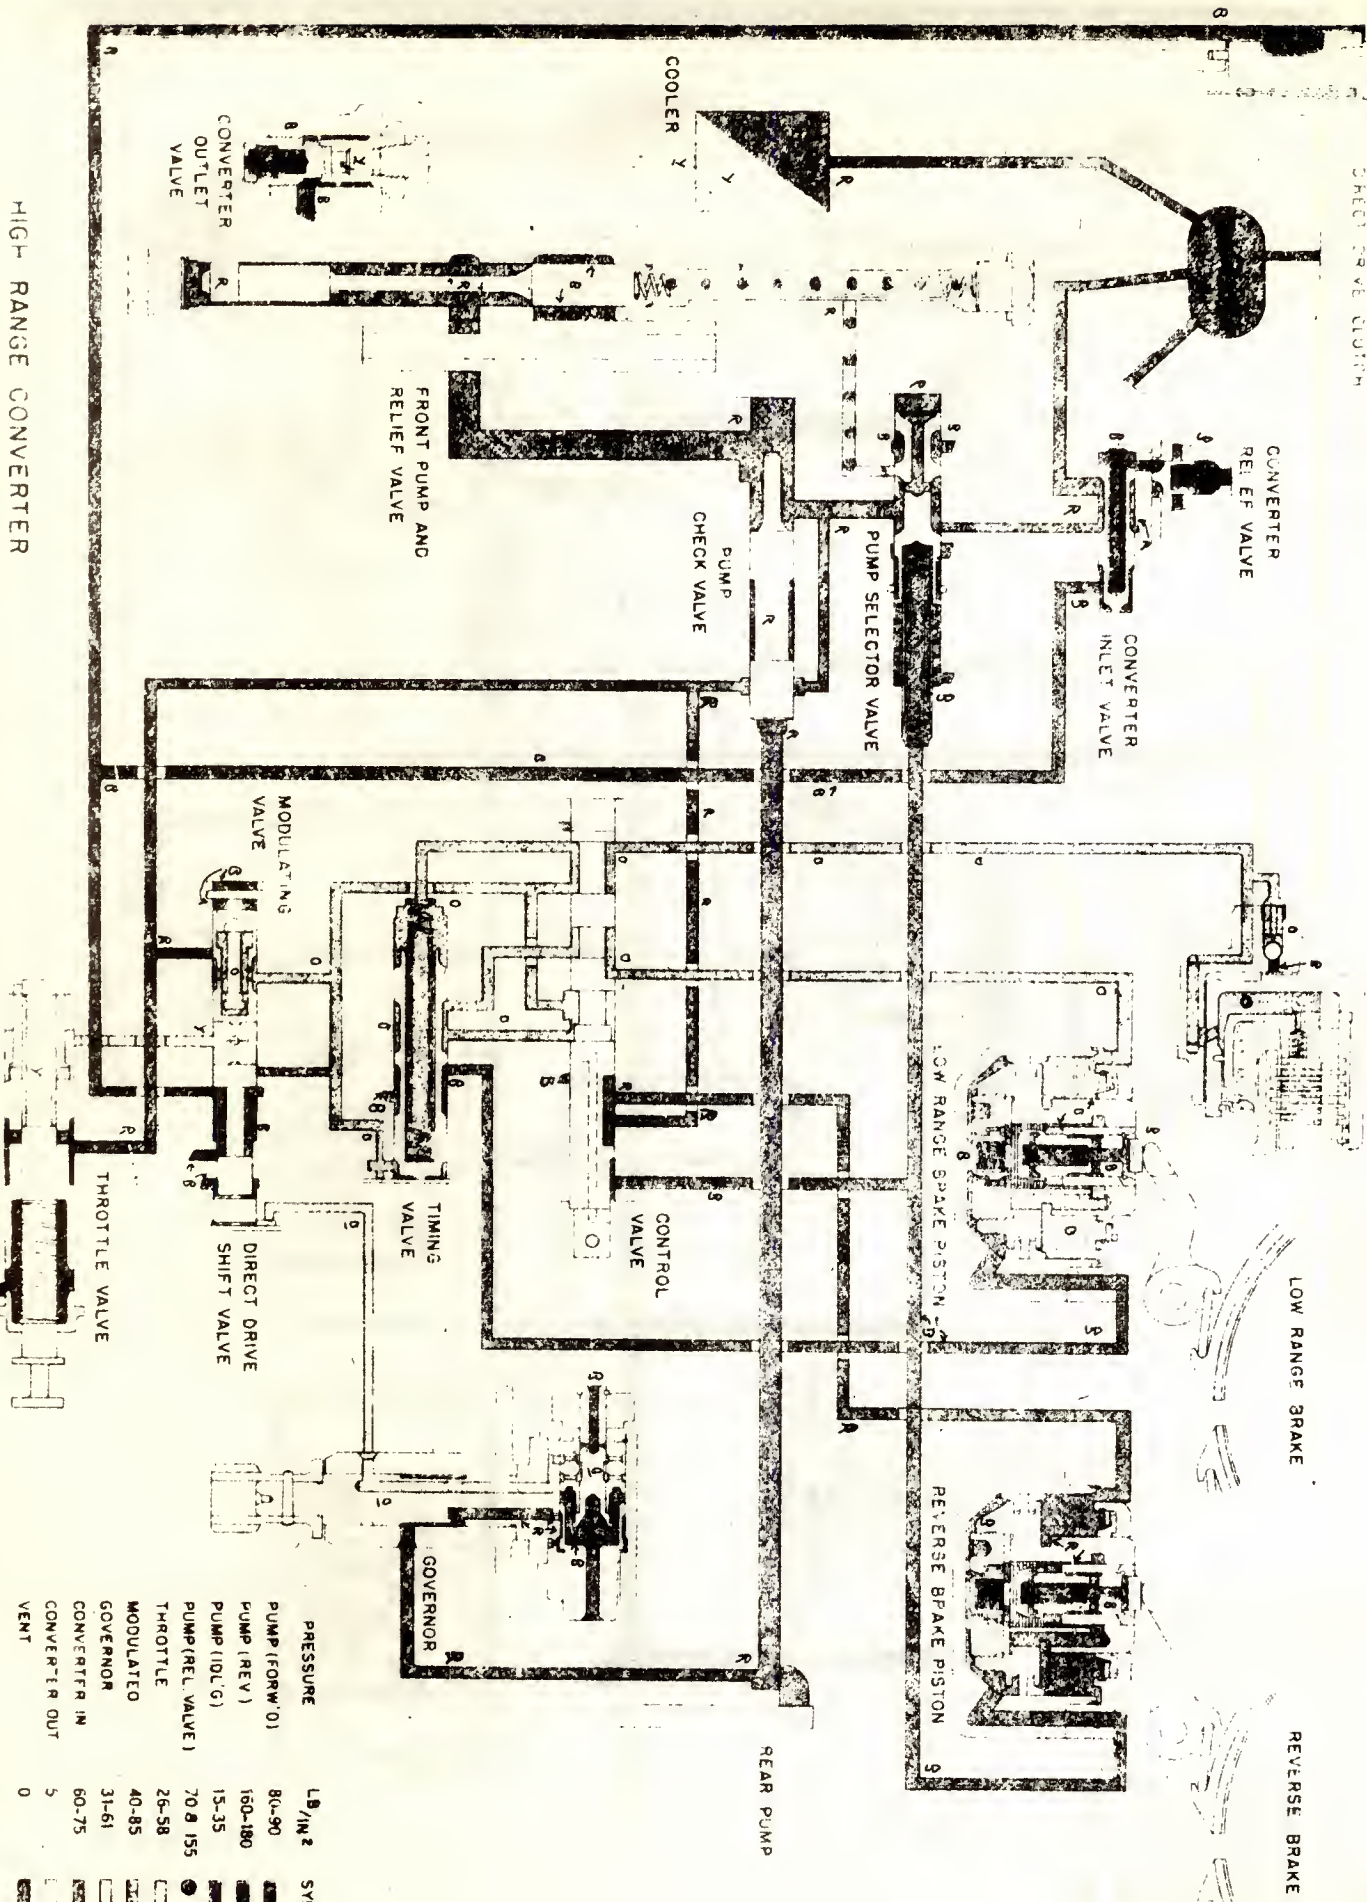 DIRECT DRIVE CLUTCH
COOLER
CONVERTER
OUTLET
VALVE
HIGH RANGE CONVERTER
FRONT PUMP AND
RELIEF VALVE
CONVERTER
RELIEF VALVE
PUMP
CHECK VALVE
PUMP SELECTOR VALVE
CONVERTER
INLET VALVE
MODULATING
VALVE
LOW RANGE BRAKE PISTON
THROTTLE VALVE
TIMING
VALVE
CONTROL
VALVE
DIRECT DRIVE
SHIFT VALVE
LOW RANGE BRAKE
REVERSE BRAKE PISTON
GOVERNOR
REAR PUMP
REVERSE BRAKE
PRESSURE LB/IN²
PUMP (FORW'D) 80-90
PUMP (REV) 160-180
PUMP (IDL'G) 15-35
PUMP (REL. VALVE) 70 & 155
THROTTLE 26-58
MODULATED 40-85
GOVERNOR 31-61
CONVERTER IN 60-75
CONVERTER OUT 5
VENT 0